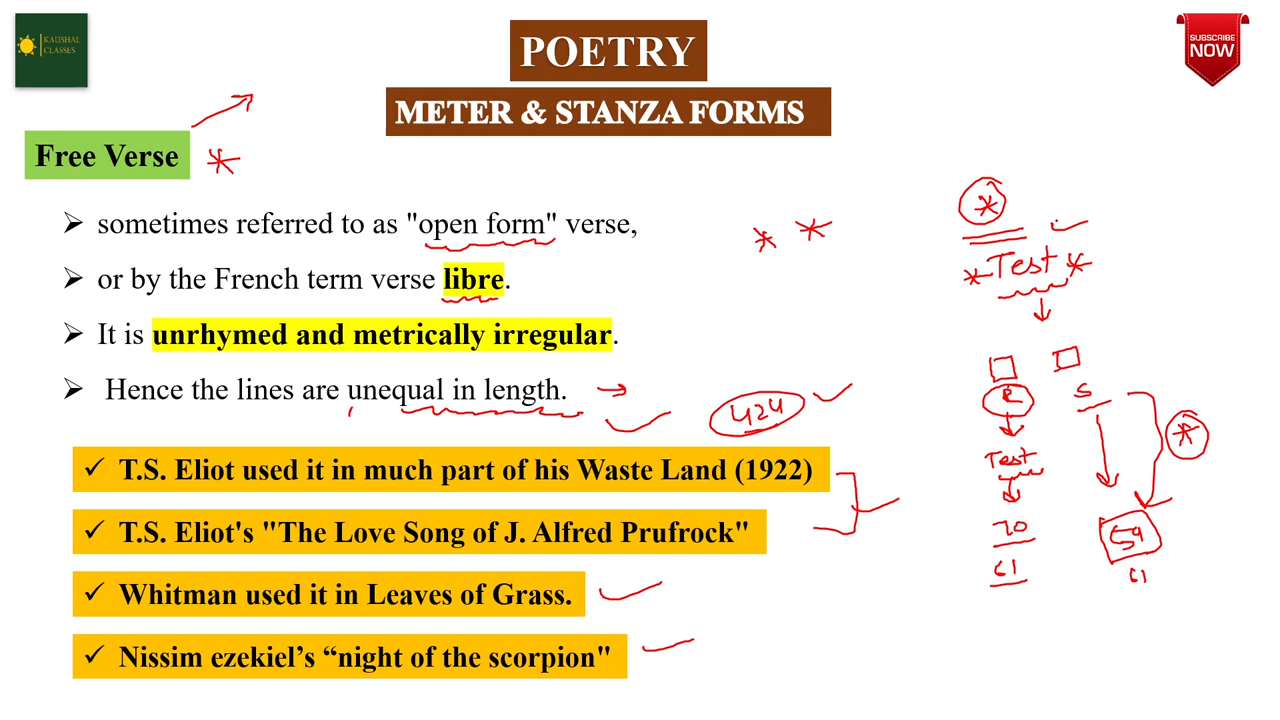 KAUSHAL
CLASSES
POETRY
SUBSCRIBE
NOW
METER & STANZA FORMS
Free Verse
➢ sometimes referred to as "open form" verse,
➢ or by the French term verse libre.
➢ It is unrhymed and metrically irregular.
➢ Hence the lines are unequal in length.
424
✓ T.S. Eliot used it in much part of his Waste Land (1922)
✓ T.S. Eliot's "The Love Song of J. Alfred Prufrock"
✓ Whitman used it in Leaves of Grass.
✓ Nissim ezekiel’s “night of the scorpion"
Test
R S
Test
70 59
61 61